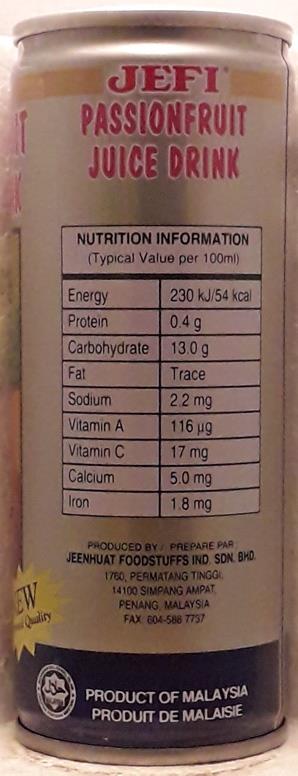 JEFI
PASSIONFRUIT
JUICE DRINK
NUTRITION INFORMATION
(Typical Value per 100ml)
Energy 230 kJ/54 kcal
Protein 0.4 g
Carbohydrate 13.0 g
Fat Trace
Sodium 2.2 mg
Vitamin A 116 µg
Vitamin C 17 mg
Calcium 5.0 mg
Iron 1.8 mg
PRODUCED BY / PREPARE PAR
JEENHUAT FOODSTUFFS IND. SDN. BHD.
1760, PERMATANG TINGGI,
14100 SIMPANG AMPAT,
PENANG, MALAYSIA
FAX: 604-588 7737
Quality
PRODUCT OF MALAYSIA
PRODUIT DE MALAISIE